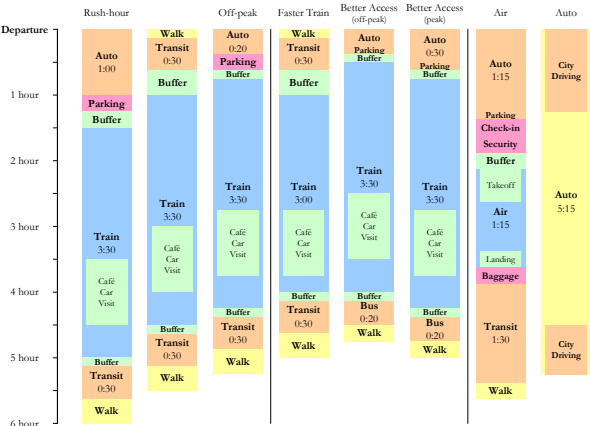 Rush-hour
Off-peak
Faster Train
Better Access
(off-peak)
Better Access
(peak)
Air
Auto
Departure
1 hour
2 hour
3 hour
4 hour
5 hour
6 hour
Auto
1:00
Parking
Buffer
Train
3:30
Café
Car
Visit
Buffer
Transit
0:30
Walk
Walk
Transit
0:30
Buffer
Train
3:30
Café
Car
Visit
Buffer
Transit
0:30
Walk
Auto
0:20
Parking
Buffer
Train
3:30
Café
Car
Visit
Buffer
Transit
0:30
Walk
Walk
Transit
0:30
Buffer
Train
3:00
Café
Car
Visit
Buffer
Transit
0:30
Walk
Auto
Parking
Buffer
Train
3:30
Café
Car
Visit
Buffer
Bus
0:20
Walk
Auto
0:30
Parking
Buffer
Train
3:30
Café
Car
Visit
Buffer
Bus
0:20
Walk
Auto
1:15
Parking
Check-in
Security
Buffer
Takeoff
Air
1:15
Landing
Baggage
Transit
1:30
Walk
City
Driving
Auto
5:15
City
Driving